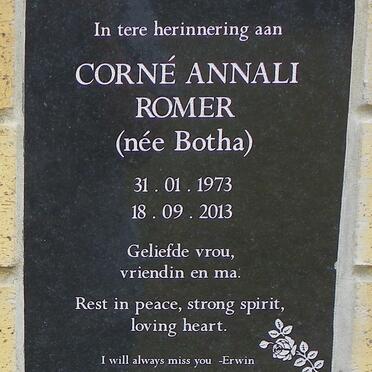 In tere herinnering aan
CORNÉ ANNALI
ROMER
(née Botha)
31 . 01 . 1973
18 . 09 . 2013
Geliefde vrou,
vriendin en ma.
Rest in peace, strong spirit,
loving heart.
I will always miss you -Erwin